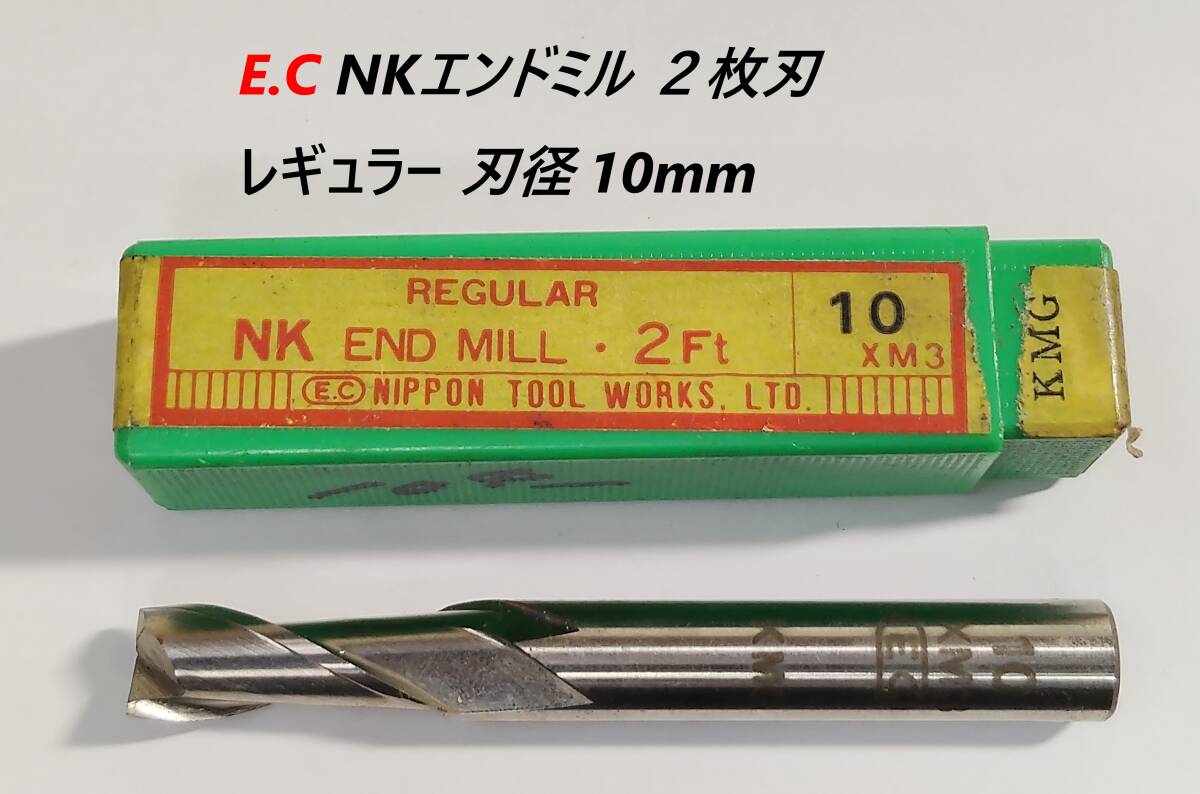 E.C NKエンドミル ２枚刃
レギュラー 刃径 10mm
REGULAR
NK END MILL · 2Ft
10
XM3
E.C NIPPON TOOL WORKS, LTD.
KMG
10
E.C